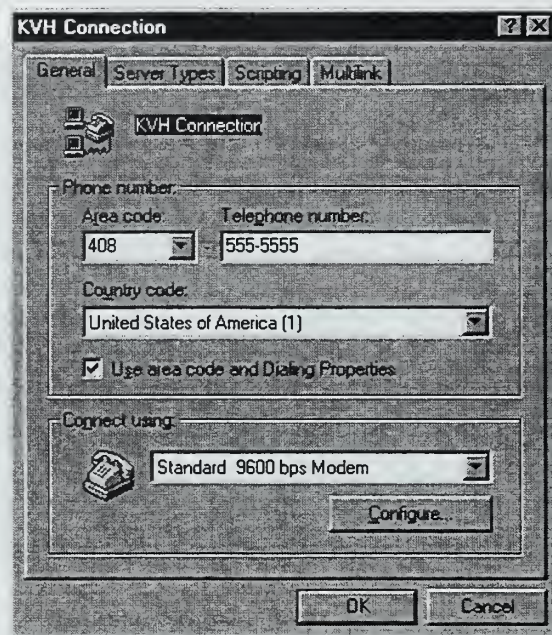 KVH Connection
General Server Types Scripting Multilink
KVH Connection
Phone number:
Area code: Telephone number:
408 - 555-5555
Country code:
United States of America (1)
Use area code and Dialing Properties
Connect using:
Standard 9600 bps Modem
Configure...
OK Cancel